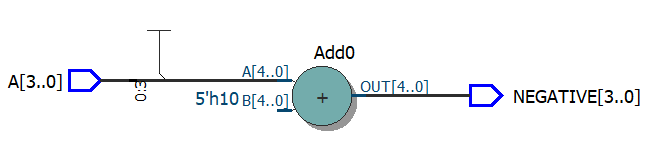 Add0
A[3..0]
0:3
A[4..0]
5'h10 B[4..0]
+
OUT[4..0]
NEGATIVE[3..0]